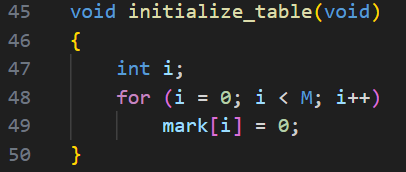 45 void initialize_table(void)
46 {
47     int i;
48     for (i = 0; i < M; i++)
49         mark[i] = 0;
50 }